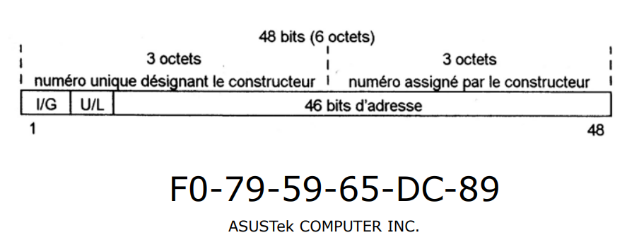 48 bits (6 octets)
3 octets 3 octets
numéro unique désignant le constructeur numéro assigné par le constructeur
I/G U/L 46 bits d'adresse
1 48
F0-79-59-65-DC-89
ASUSTek COMPUTER INC.